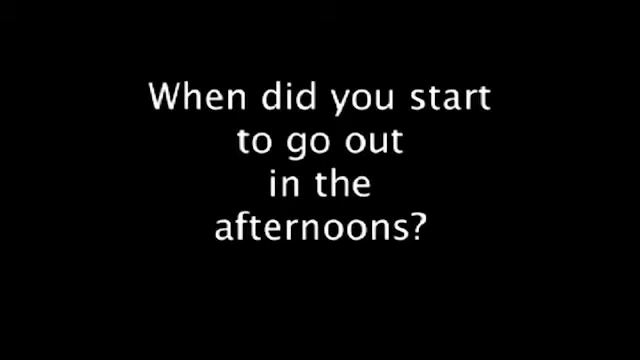 When did you start
to go out
in the
afternoons?